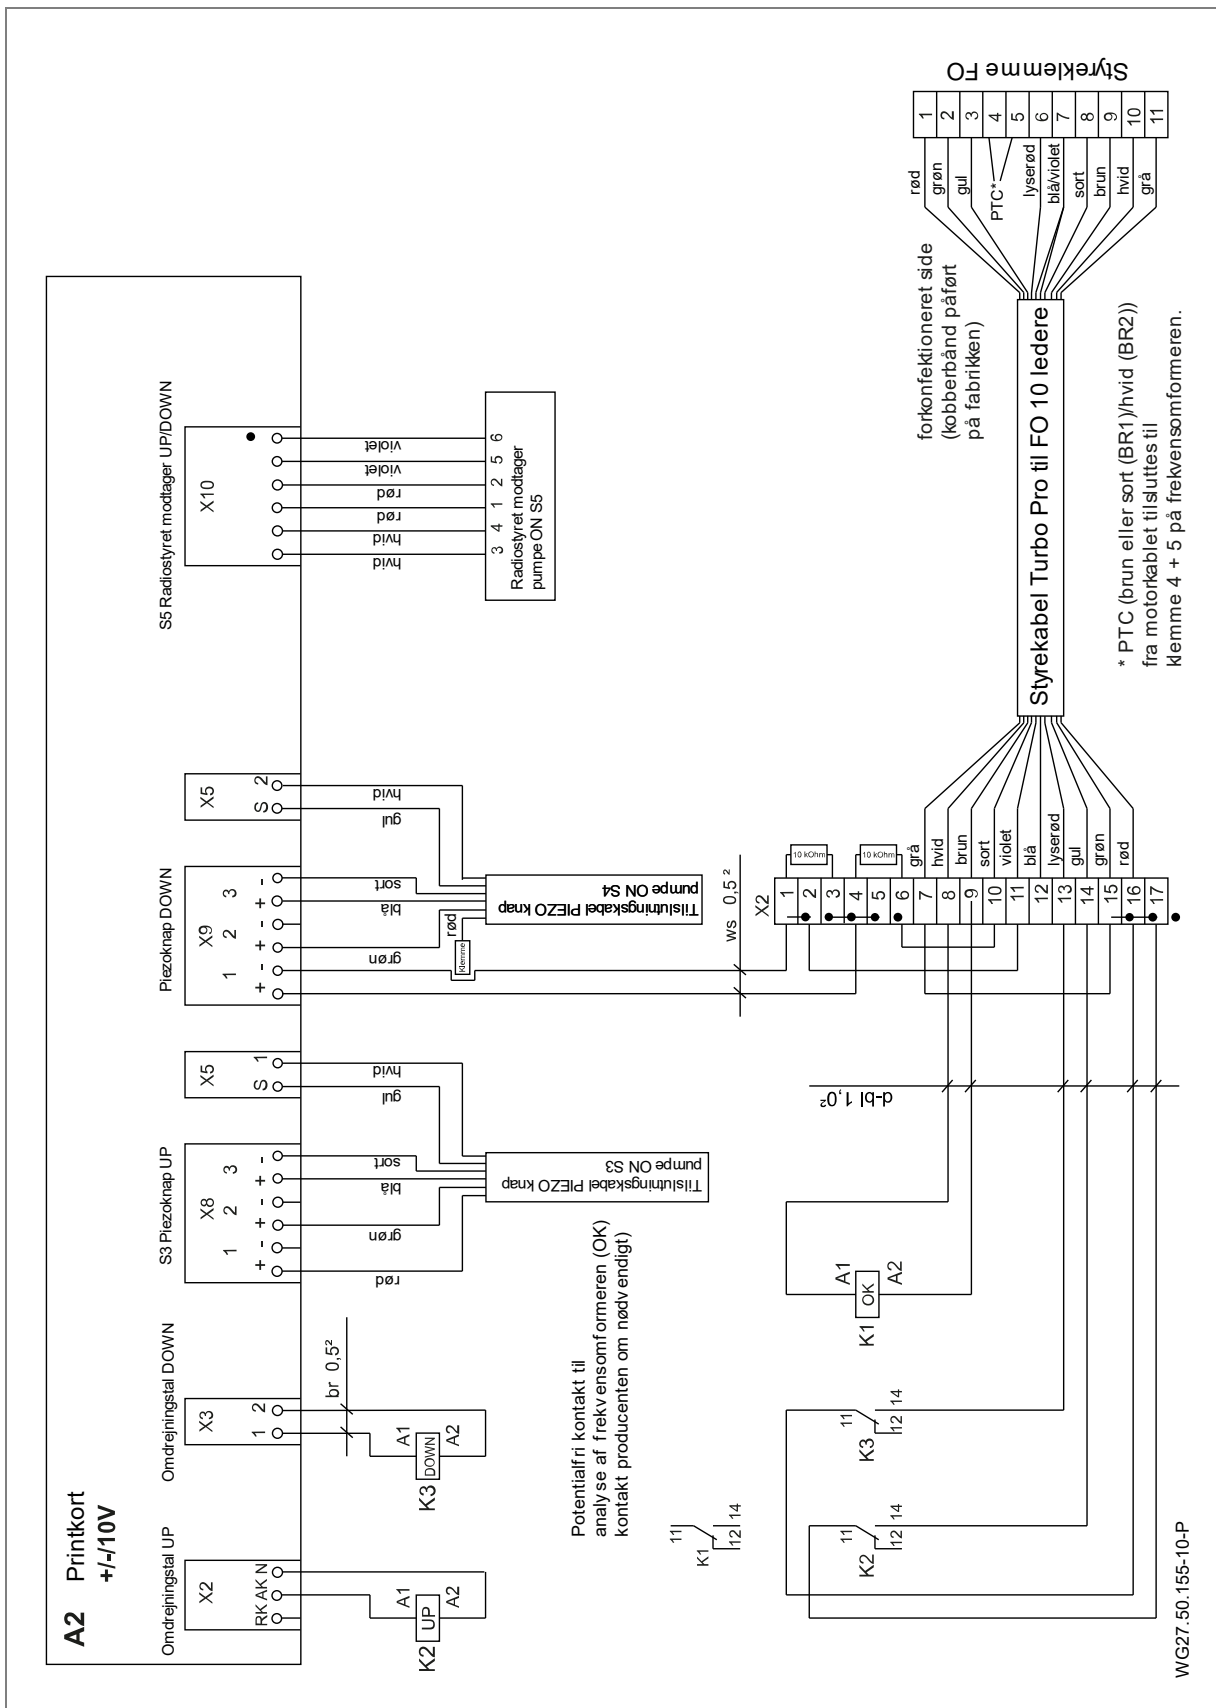 A2 Printkort
+/-/10V
Omdrejningstal UP
X2
RK AK N
K2
UP
A1
A2
Omdrejningstal DOWN
X3
1 2
br 0,5²
K3
DOWN
A1
A2
S3 Piezoknap UP
X8
1 2 3
+ - + - + -
rød
grøn
blå
sort
X5
S 1
gul
hvid
Tilslutningskabel PIEZO knap
pumpe ON S3
Piezoknap DOWN
X9
1 2 3
+ - + - + -
grøn
Klemme
rød
blå
sort
X5
S 2
gul
hvid
Tilslutningskabel PIEZO knap
pumpe ON S4
S5 Radiostyret modtager UP/DOWN
X10
hvid
hvid
rød
rød
violet
violet
3 4 1 2 5 6
Radiostyret modtager
pumpe ON S5
Potentialfri kontakt til
analyse af frekvensomformeren (OK)
kontakt producenten om nødvendigt)
K1
11
12 14
K2
11
12 14
K3
11
12 14
K1
OK
A1
A2
d-bl 1,0²
ws 0,5²
X2
10 kOhm
10 kOhm
1
2
3
4
5
6
7
8
9
10
11
12
13
14
15
16
17
grå
hvid
brun
sort
violet
blå
lyserød
gul
grøn
rød
Styrekabel Turbo Pro til FO 10 ledere
forkonfektioneret side
(kobberbånd påført
på fabrikken)
rød
grøn
gul
PTC*
lyserød
blå/violet
sort
brun
hvid
grå
1
2
3
4
5
6
7
8
9
10
11
Styreklemme FO
* PTC (brun eller sort (BR1)/hvid (BR2))
fra motorkablet tilsluttes til
klemme 4 + 5 på frekvensomformeren.
WG27.50.155-10-P